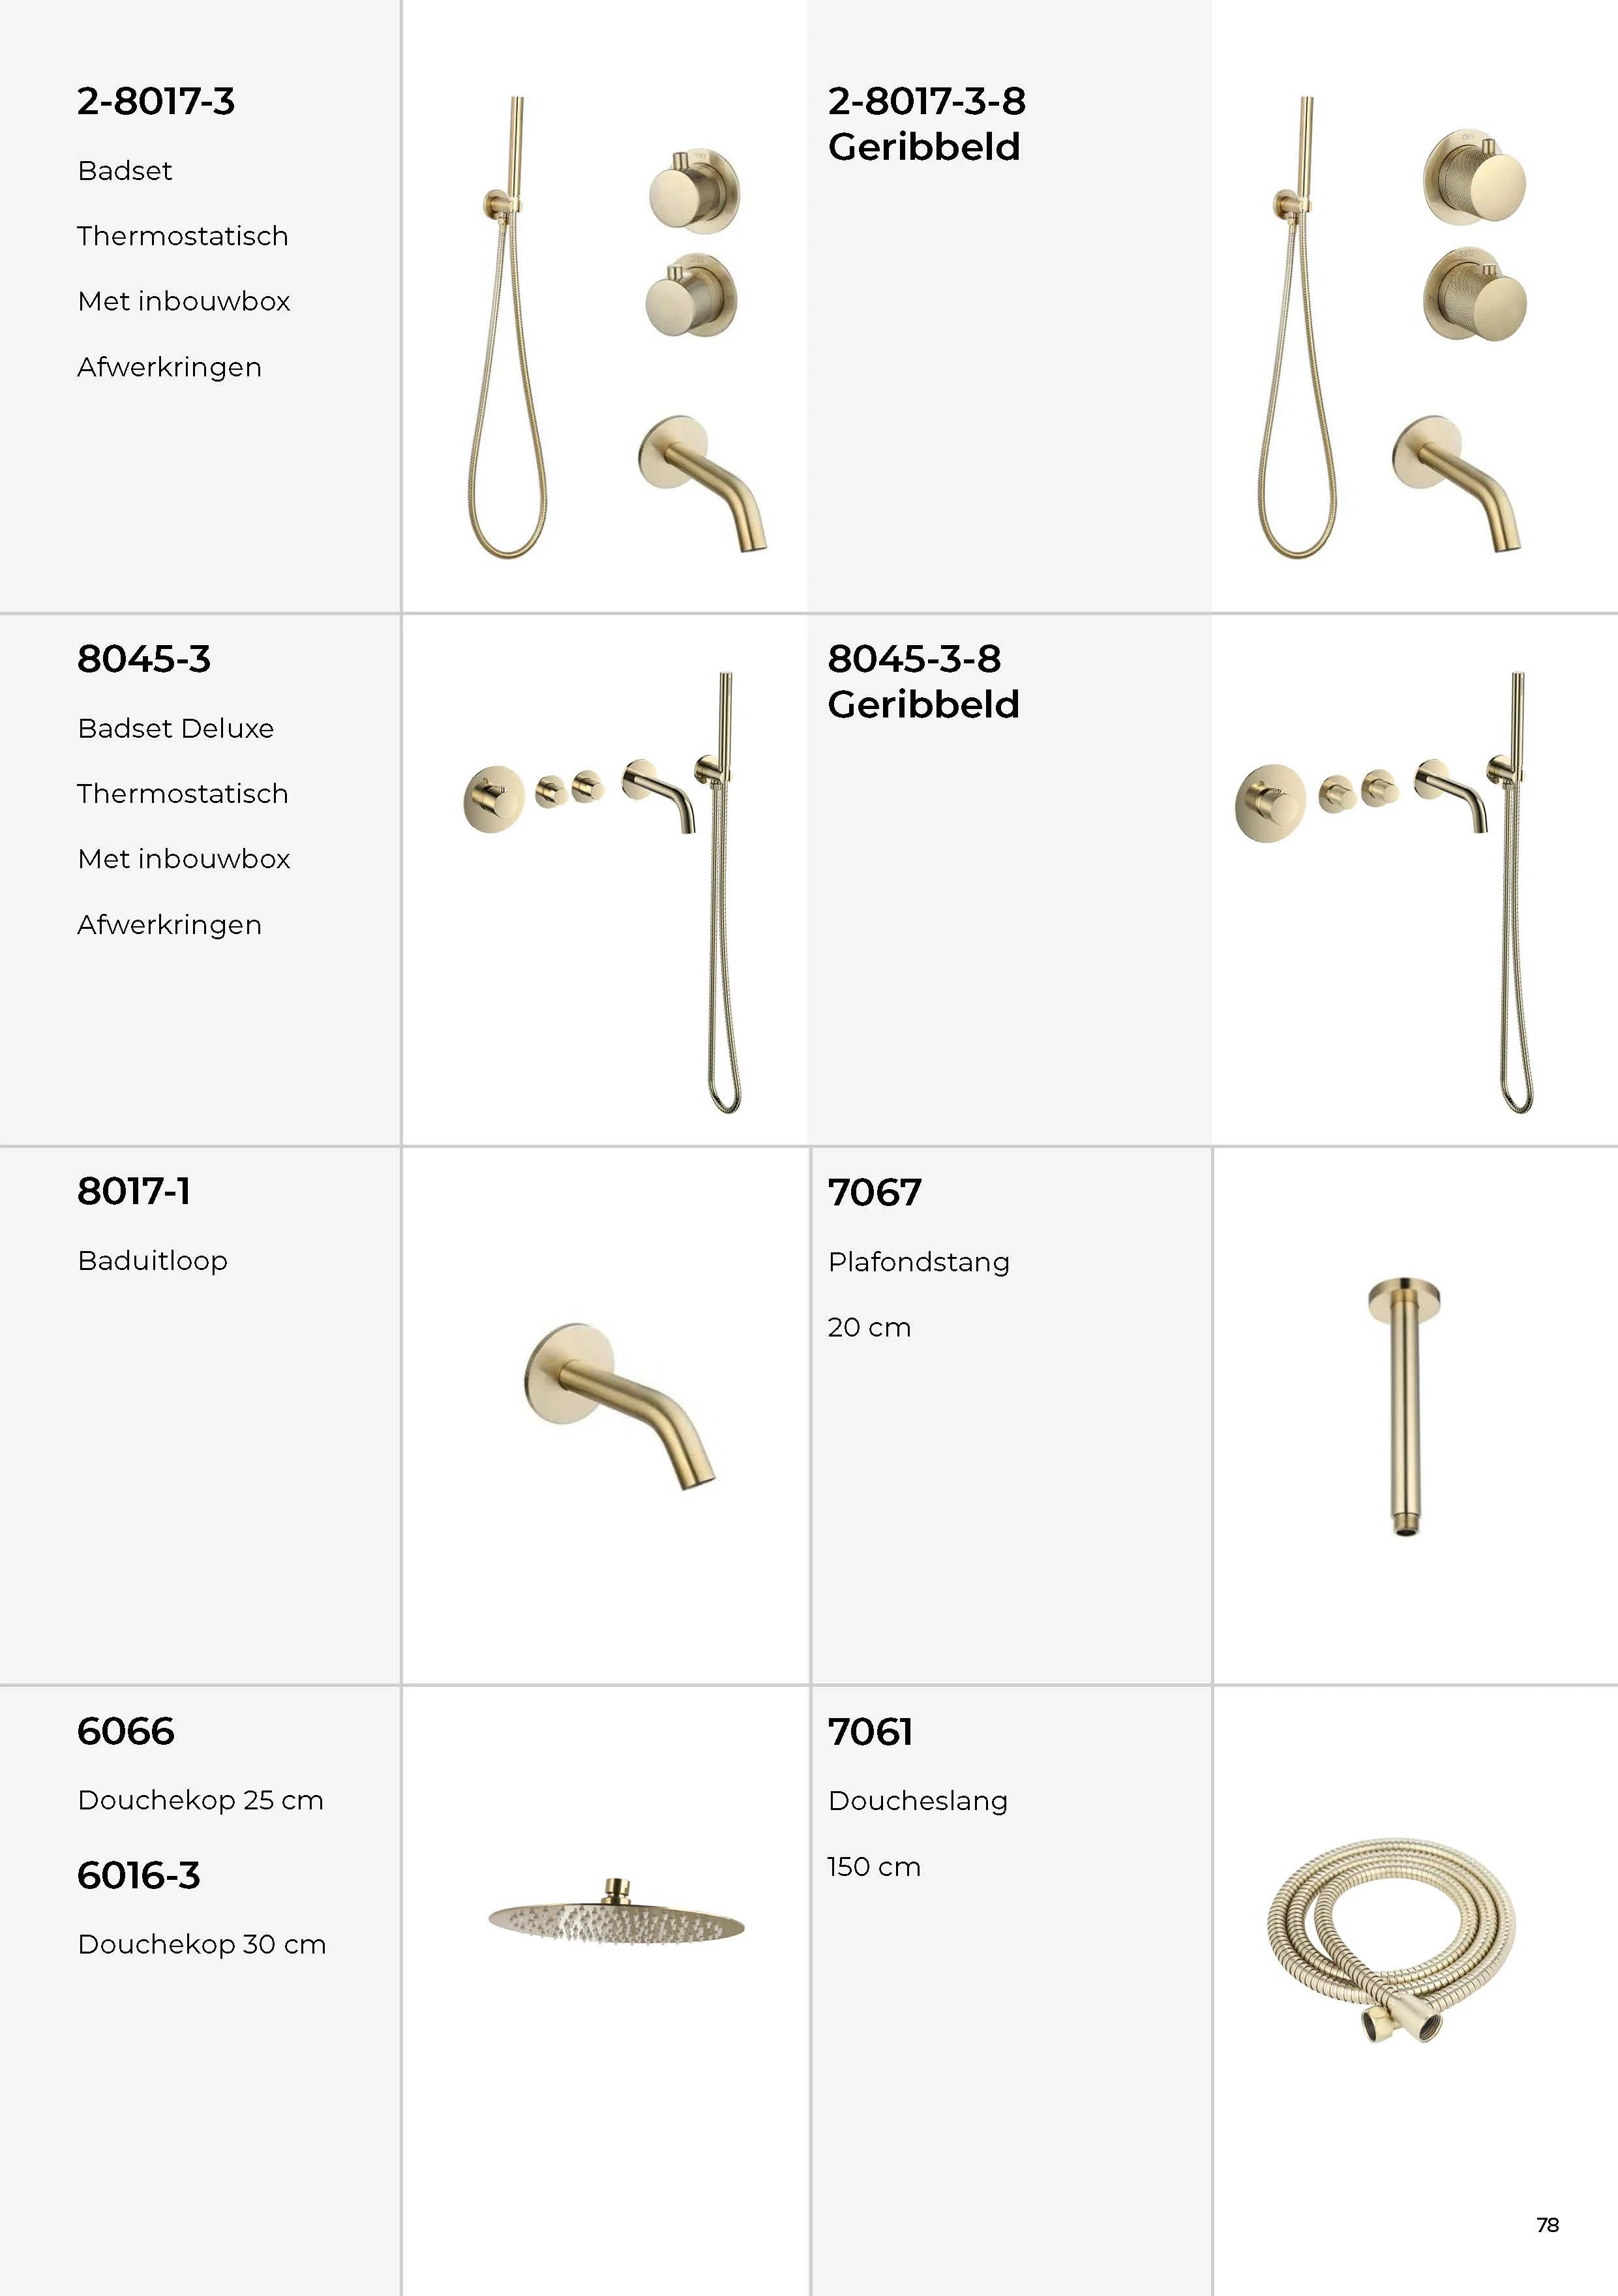 2-8017-3
Badset
Thermostatisch
Met inbouwbox
Afwerkringen
2-8017-3-8
Geribbeld
8045-3
Badset Deluxe
Thermostatisch
Met inbouwbox
Afwerkringen
8045-3-8
Geribbeld
8017-1
Baduitloop
7067
Plafondstang
20 cm
6066
Douchekop 25 cm
6016-3
Douchekop 30 cm
7061
Doucheslang
150 cm
78